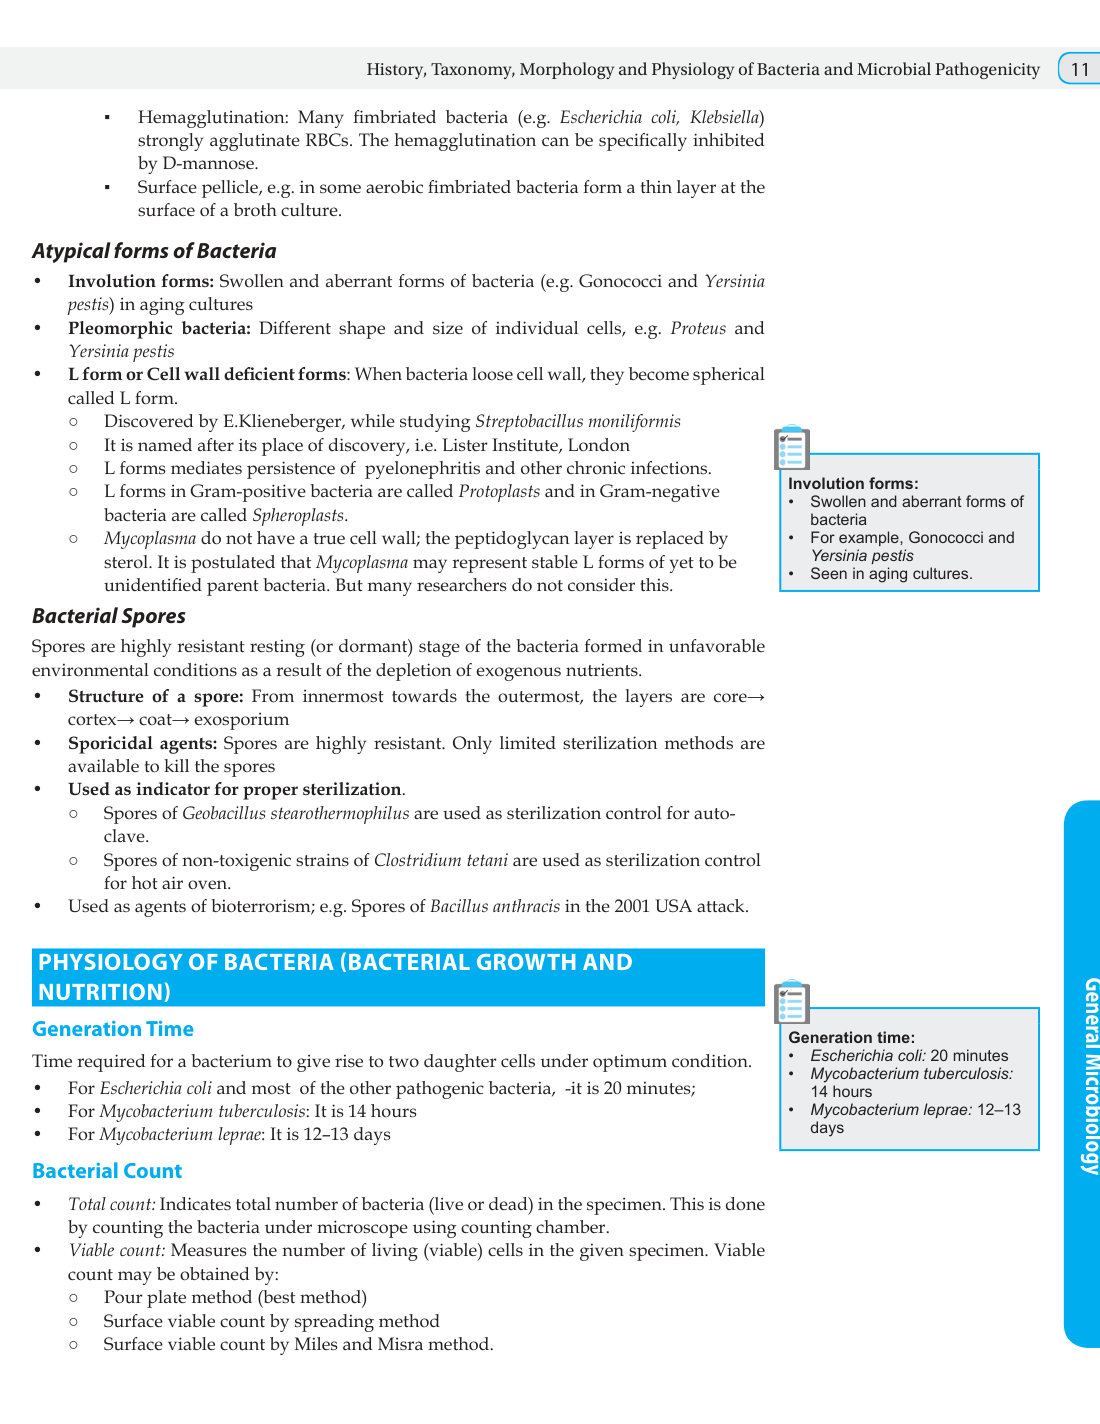 History, Taxonomy, Morphology and Physiology of Bacteria and Microbial Pathogenicity 11
▪ Hemagglutination: Many fimbriated bacteria (e.g. Escherichia coli, Klebsiella)
strongly agglutinate RBCs. The hemagglutination can be specifically inhibited
by D-mannose.
▪ Surface pellicle, e.g. in some aerobic fimbriated bacteria form a thin layer at the
surface of a broth culture.
Atypical forms of Bacteria
• Involution forms: Swollen and aberrant forms of bacteria (e.g. Gonococci and Yersinia
pestis) in aging cultures
• Pleomorphic bacteria: Different shape and size of individual cells, e.g. Proteus and
Yersinia pestis
• L form or Cell wall deficient forms: When bacteria loose cell wall, they become spherical
called L form.
○ Discovered by E.Klieneberger, while studying Streptobacillus moniliformis
○ It is named after its place of discovery, i.e. Lister Institute, London
○ L forms mediates persistence of pyelonephritis and other chronic infections.
○ L forms in Gram-positive bacteria are called Protoplasts and in Gram-negative
bacteria are called Spheroplasts.
○ Mycoplasma do not have a true cell wall; the peptidoglycan layer is replaced by
sterol. It is postulated that Mycoplasma may represent stable L forms of yet to be
unidentified parent bacteria. But many researchers do not consider this.
Involution forms:
• Swollen and aberrant forms of
bacteria
• For example, Gonococci and
Yersinia pestis
• Seen in aging cultures.
Bacterial Spores
Spores are highly resistant resting (or dormant) stage of the bacteria formed in unfavorable
environmental conditions as a result of the depletion of exogenous nutrients.
• Structure of a spore: From innermost towards the outermost, the layers are core→
cortex→ coat→ exosporium
• Sporicidal agents: Spores are highly resistant. Only limited sterilization methods are
available to kill the spores
• Used as indicator for proper sterilization.
○ Spores of Geobacillus stearothermophilus are used as sterilization control for auto-
clave.
○ Spores of non-toxigenic strains of Clostridium tetani are used as sterilization control
for hot air oven.
• Used as agents of bioterrorism; e.g. Spores of Bacillus anthracis in the 2001 USA attack.
PHYSIOLOGY OF BACTERIA (BACTERIAL GROWTH AND
NUTRITION)
Generation Time
Time required for a bacterium to give rise to two daughter cells under optimum condition.
• For Escherichia coli and most of the other pathogenic bacteria, -it is 20 minutes;
• For Mycobacterium tuberculosis: It is 14 hours
• For Mycobacterium leprae: It is 12–13 days
Generation time:
• Escherichia coli: 20 minutes
• Mycobacterium tuberculosis:
14 hours
• Mycobacterium leprae: 12–13
days
Bacterial Count
• Total count: Indicates total number of bacteria (live or dead) in the specimen. This is done
by counting the bacteria under microscope using counting chamber.
• Viable count: Measures the number of living (viable) cells in the given specimen. Viable
count may be obtained by:
○ Pour plate method (best method)
○ Surface viable count by spreading method
○ Surface viable count by Miles and Misra method.
General Microbiology